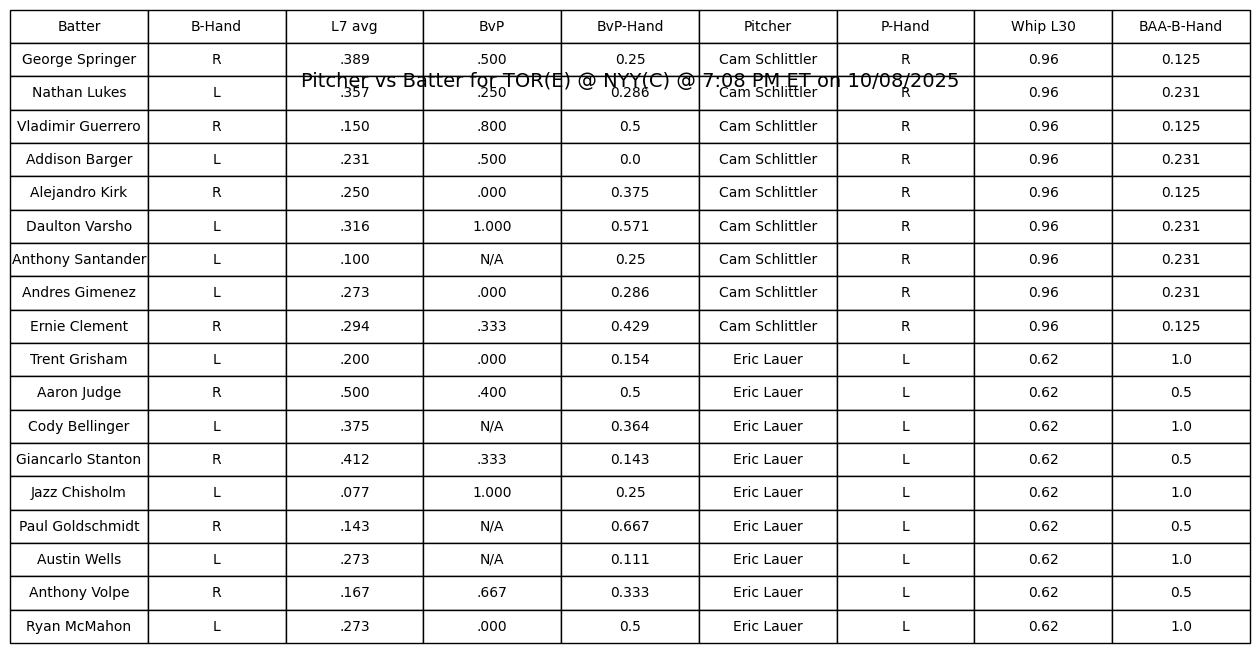 Batter B-Hand L7 avg BvP BvP-Hand Pitcher P-Hand Whip L30 BAA-B-Hand
George Springer R .389 .500 0.25 Cam Schlittler R 0.96 0.125
Pitcher vs Batter for TOR(E) @ NYY(C) @ 7:08 PM ET on 10/08/2025
Nathan Lukes L .357 .250 0.286 Cam Schlittler R 0.96 0.231
Vladimir Guerrero R .150 .800 0.5 Cam Schlittler R 0.96 0.125
Addison Barger L .231 .500 0.0 Cam Schlittler R 0.96 0.231
Alejandro Kirk R .250 .000 0.375 Cam Schlittler R 0.96 0.125
Daulton Varsho L .316 1.000 0.571 Cam Schlittler R 0.96 0.231
Anthony Santander L .100 N/A 0.25 Cam Schlittler R 0.96 0.231
Andres Gimenez L .273 .000 0.286 Cam Schlittler R 0.96 0.231
Ernie Clement R .294 .333 0.429 Cam Schlittler R 0.96 0.125
Trent Grisham L .200 .000 0.154 Eric Lauer L 0.62 1.0
Aaron Judge R .500 .400 0.5 Eric Lauer L 0.62 0.5
Cody Bellinger L .375 N/A 0.364 Eric Lauer L 0.62 1.0
Giancarlo Stanton R .412 .333 0.143 Eric Lauer L 0.62 0.5
Jazz Chisholm L .077 1.000 0.25 Eric Lauer L 0.62 1.0
Paul Goldschmidt R .143 N/A 0.667 Eric Lauer L 0.62 0.5
Austin Wells L .273 N/A 0.111 Eric Lauer L 0.62 1.0
Anthony Volpe R .167 .667 0.333 Eric Lauer L 0.62 0.5
Ryan McMahon L .273 .000 0.5 Eric Lauer L 0.62 1.0